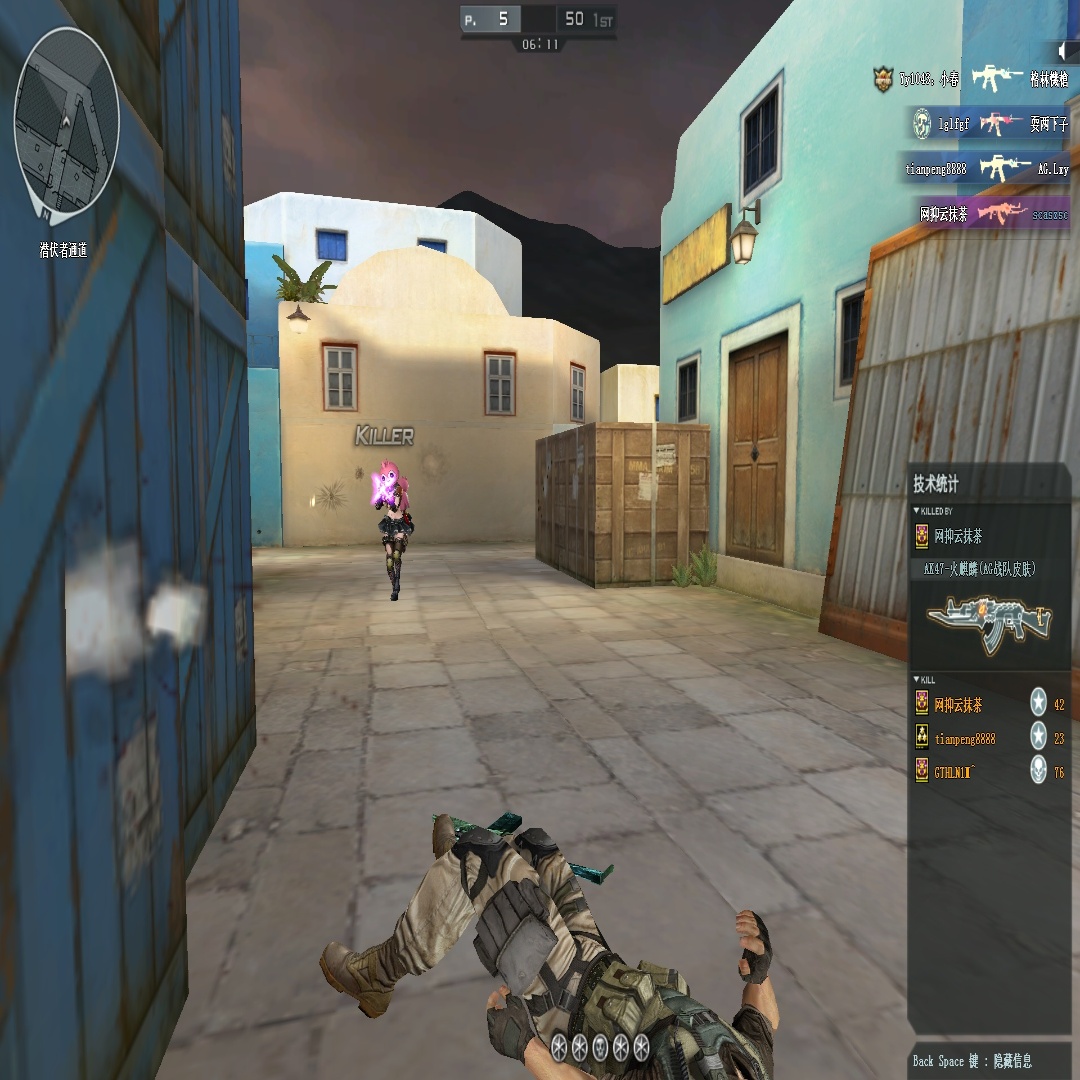 P. 5 50 1ST
06:11
格林機槍
lglfgf 耍两下子
tianpeng8888 AG.Lxy
网抑云抹茶 scaszsc
N
潜伏者通道
KILLER
技术统计
KILLED BY
网抑云抹茶
AK47-火麒麟(AG战队皮肤)
KILL
网抑云抹茶 42
tianpeng8888 23
76
Back Space 键 : 隐藏信息